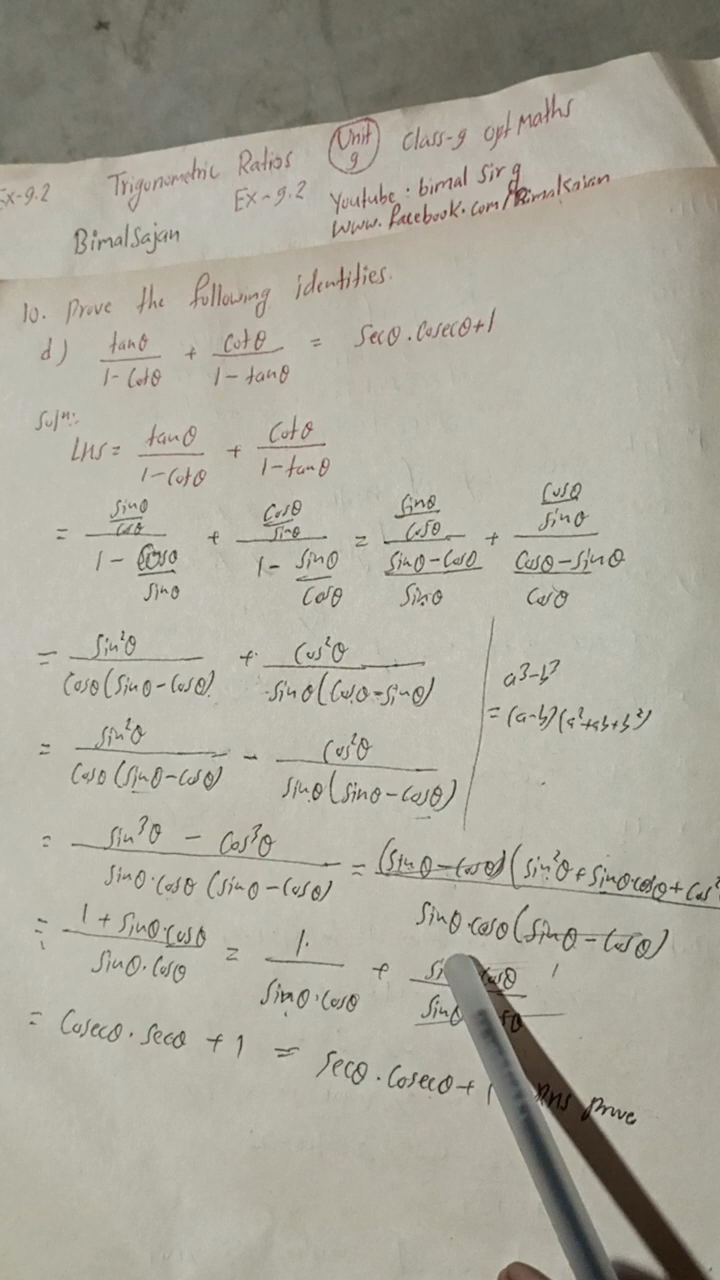 Ex-9.2 Trigonometric Ratios Unit 9 Class-9 opt Maths
Ex-9.2 Youtube: bimal sir g
BimalSajan www.facebook.com/
10. Prove the following identities.
d) tanθ/1-Cotθ + Cotθ/1-tanθ = Secθ.Cosecθ+1
Solⁿ:
LHS = tanθ/1-Cotθ + Cotθ/1-tanθ
= Sinθ/Cosθ/1-Cosθ/Sinθ + Cosθ/Sinθ/1-Sinθ/Cosθ = Sinθ/Cosθ/Sinθ-Cosθ/Sinθ + Cosθ/Sinθ/Cosθ-Sinθ/Cosθ
= Sin²θ/Cosθ(Sinθ-Cosθ) + Cos²θ/Sinθ(Cosθ-Sinθ)
a³-b³
= (a-b)(a²+ab+b²)
= Sin²θ/Cosθ(Sinθ-Cosθ) - Cos²θ/Sinθ(Sinθ-Cosθ)
= Sin³θ - Cos³θ/Sinθ.Cosθ(Sinθ-Cosθ) = (Sinθ-Cosθ)(Sin²θ+Sinθ.Cosθ+Cos²/Sinθ.Cosθ(Sinθ-Cosθ)
= 1+Sinθ.Cosθ/Sinθ.Cosθ = 1/Sinθ.Cosθ +
= Cosecθ.Secθ+1 = Secθ.Cosecθ+1 prove